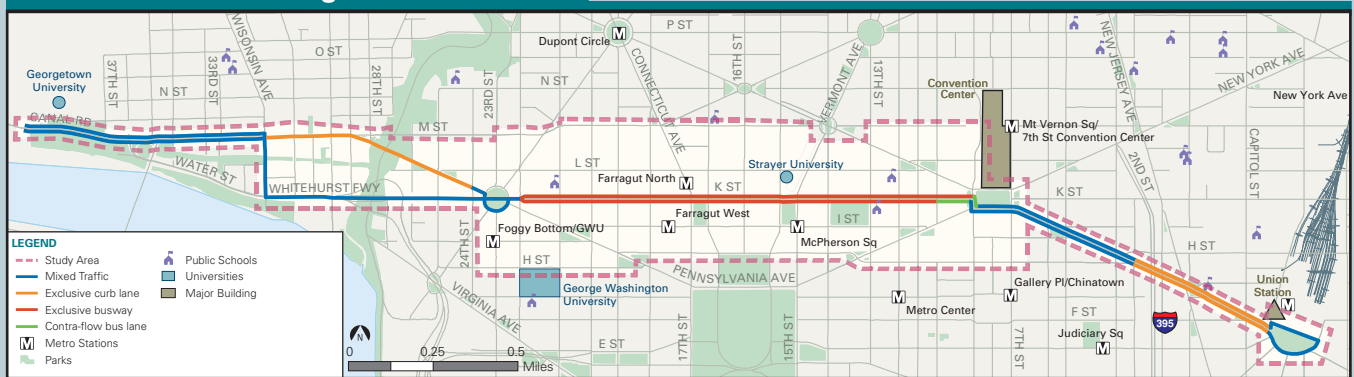 P ST
Dupont Circle
M
WISONSIN AVE
O ST
37TH ST
33RD ST
28TH ST
23RD ST
N ST
N ST
CONNECTICUT AVE
16TH ST
VERMONT AVE
13TH ST
NEW JERSEY AVE
NEW YORK AVE
New York Ave
Georgetown
University
CANAL RD
M ST
Convention
Center
M
Mt Vernon Sq/
7th St Convention Center
WATER ST
WHITEHURST FWY
L ST
Strayer University
Farragut North
M
K ST
K ST
2ND ST
CAPITOL ST
Farragut West
M
M
McPherson Sq
I ST
Foggy Bottom/GWU
M
24TH ST
H ST
H ST
George Washington
University
PENNSYLVANIA AVE
VIRGINIA AVE
M
Metro Center
Gallery Pl/Chinatown
M
Union
Station
M
F ST
395
Judiciary Sq
M
E ST
17TH ST
15TH ST
7TH ST
LEGEND
Study Area
Mixed Traffic
Exclusive curb lane
Exclusive busway
Contra-flow bus lane
M Metro Stations
Parks
Public Schools
Universities
Major Building
N
0 0.25 0.5
Miles